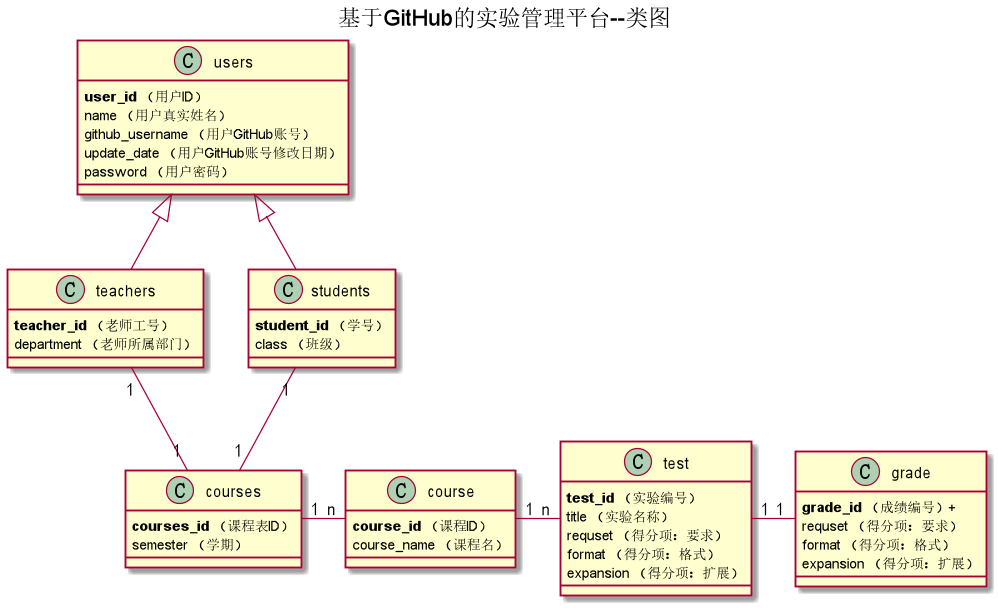 基于GitHub的实验管理平台--类图
C users
user_id （用户ID）
name （用户真实姓名）
github_username （用户GitHub账号）
update_date （用户GitHub账号修改日期）
password （用户密码）
C teachers
teacher_id （老师工号）
department （老师所属部门）
C students
student_id （学号）
class （班级）
1
1
1
1
C courses
courses_id （课程表ID）
semester （学期）
1 n
C course
course_id （课程ID）
course_name （课程名）
1 n
C test
test_id （实验编号）
title （实验名称）
requset （得分项：要求）
format （得分项：格式）
expansion （得分项：扩展）
1 1
C grade
grade_id （成绩编号）+
requset （得分项：要求）
format （得分项：格式）
expansion （得分项：扩展）